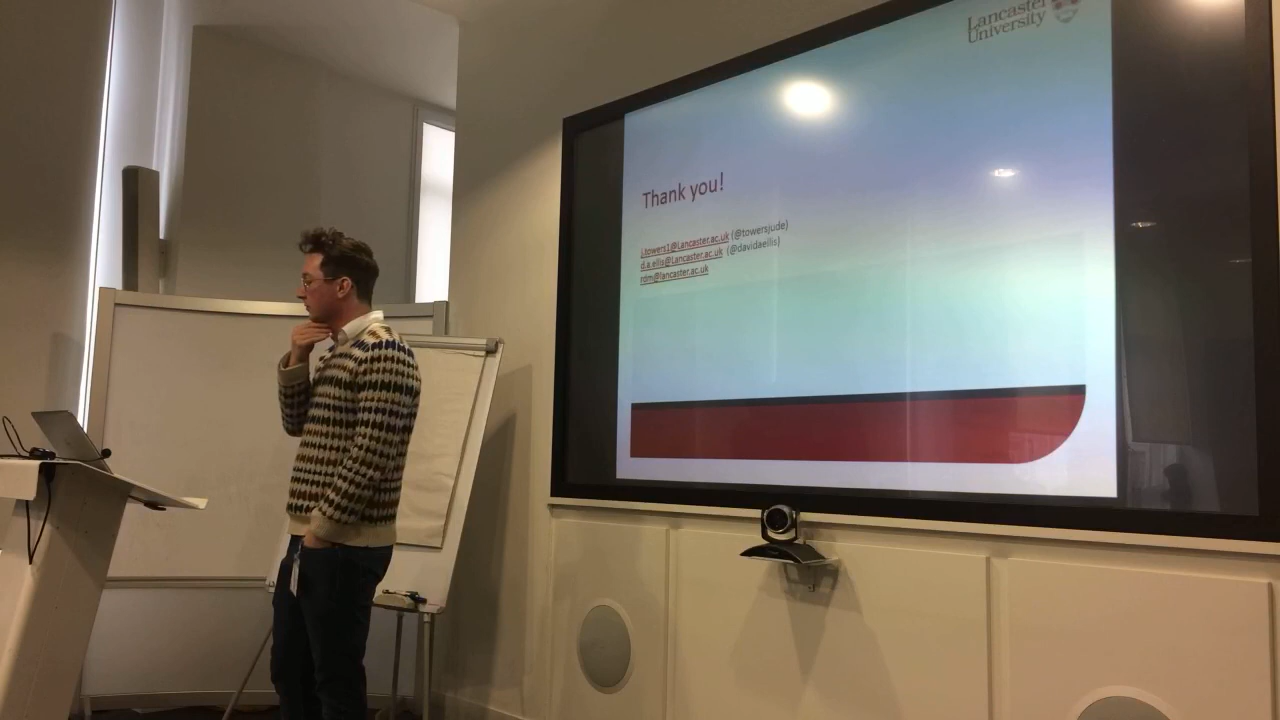 Lancaster
University
Thank you!
j.towers1@Lancaster.ac.uk (@towersjude)
d.a.ellis@Lancaster.ac.uk (@davidaellis)
rdm@lancaster.ac.uk